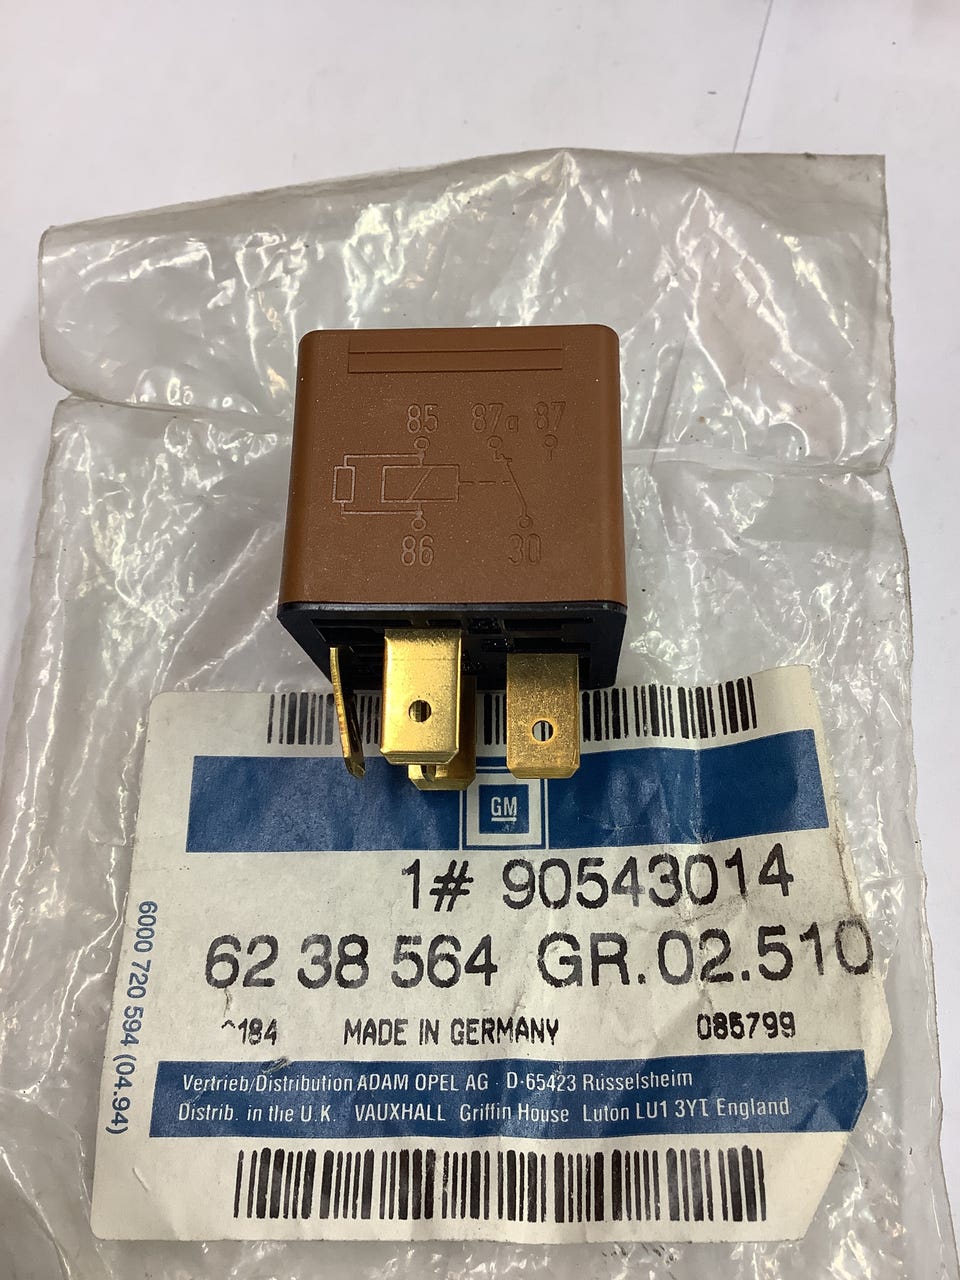 85 87a 87
86 30
GM
1# 90543014
62 38 564 GR.02.510
^184 MADE IN GERMANY 085799
Vertrieb/Distribution ADAM OPEL AG · D-65423 Rüsselsheim
Distrib. in the U.K. VAUXHALL Griffin House Luton LU1 3YT England
6000 720 594 (04.94)